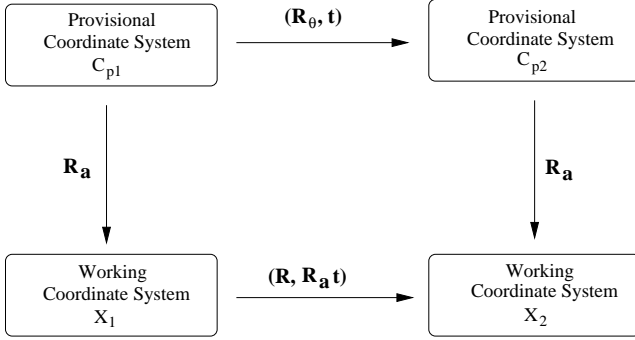 Provisional
Coordinate System
C_p1
(R_θ, t)
Provisional
Coordinate System
C_p2
R_a
R_a
Working
Coordinate System
X_1
(R, R_a t)
Working
Coordinate System
X_2